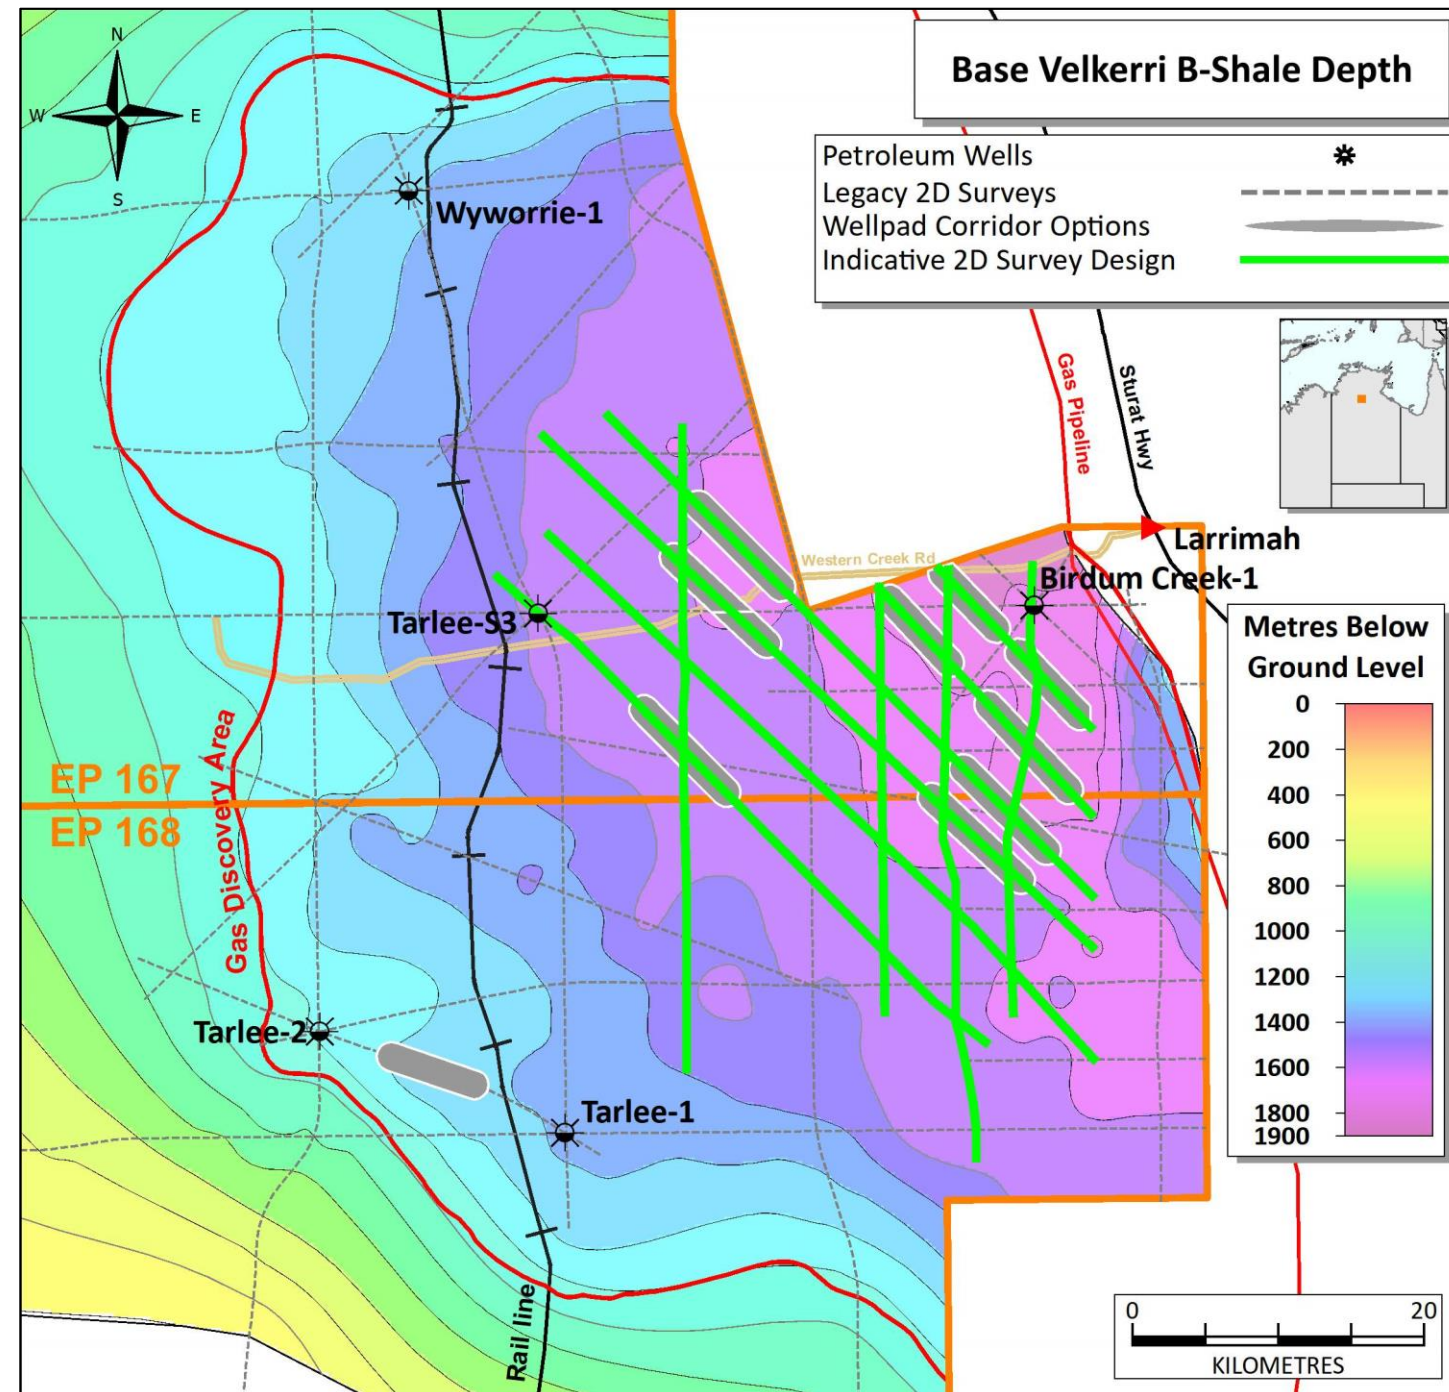 Base Velkerri B-Shale Depth
N
W
E
S
Petroleum Wells
Legacy 2D Surveys
Wellpad Corridor Options
Indicative 2D Survey Design
Wyworrie-1
Gas Pipeline
Sturat Hwy
Larrimah
Western Creek Rd
Birdum Creek-1
Tarlee-S3
Metres Below
Ground Level
0
200
400
600
800
1000
1200
1400
1600
1800
1900
EP 167
EP 168
Gas Discovery Area
Tarlee-2
Tarlee-1
Rail line
0
20
KILOMETRES